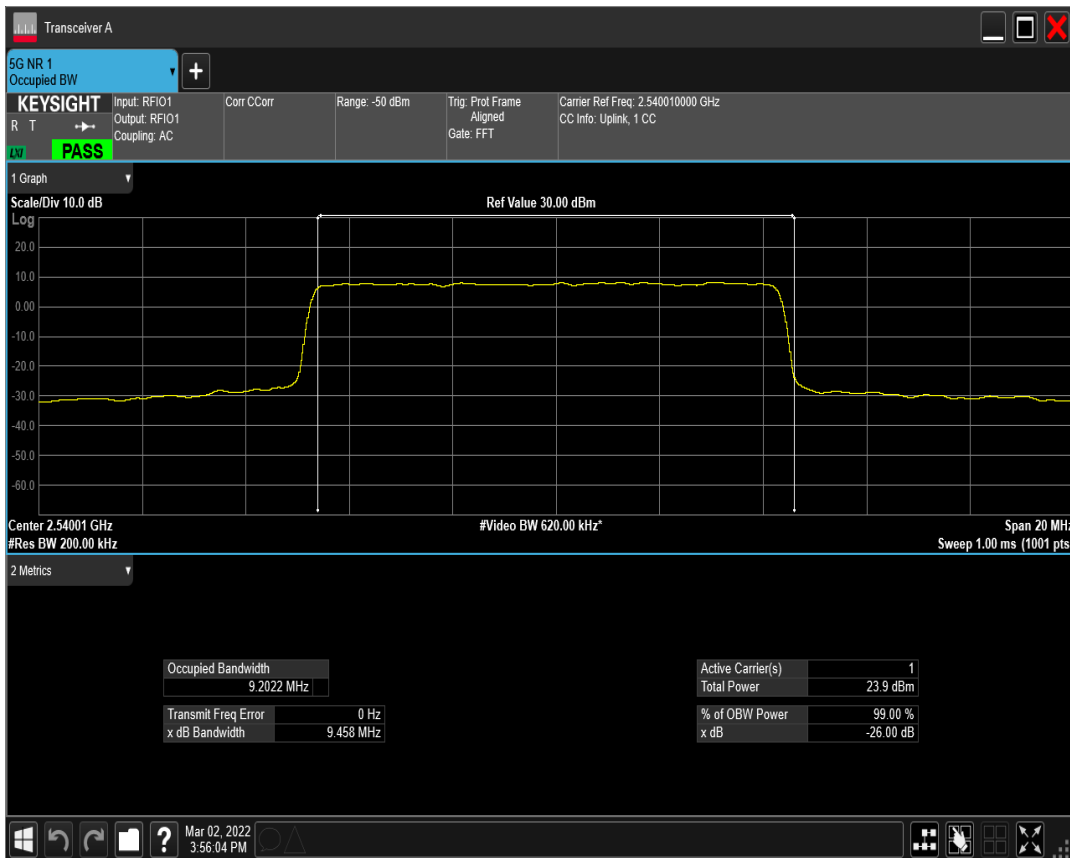 Transceiver A
5G NR 1
Occupied BW
KEYSIGHT
R T
LXI
PASS
Input: RFIO1
Output: RFIO1
Coupling: AC
Corr CCorr
Range: -50 dBm
Trig: Prot Frame
Aligned
Gate: FFT
Carrier Ref Freq: 2.540010000 GHz
CC Info: Uplink, 1 CC
1 Graph
Scale/Div 10.0 dB
Ref Value 30.00 dBm
Log
20.0
10.0
0.00
-10.0
-20.0
-30.0
-40.0
-50.0
-60.0
Center 2.54001 GHz
#Video BW 620.00 kHz*
Span 20 MHz
#Res BW 200.00 kHz
Sweep 1.00 ms (1001 pts
2 Metrics
Occupied Bandwidth
9.2022 MHz
Transmit Freq Error 0 Hz
x dB Bandwidth 9.458 MHz
Active Carrier(s) 1
Total Power 23.9 dBm
% of OBW Power 99.00 %
x dB -26.00 dB
?
Mar 02, 2022
3:56:04 PM